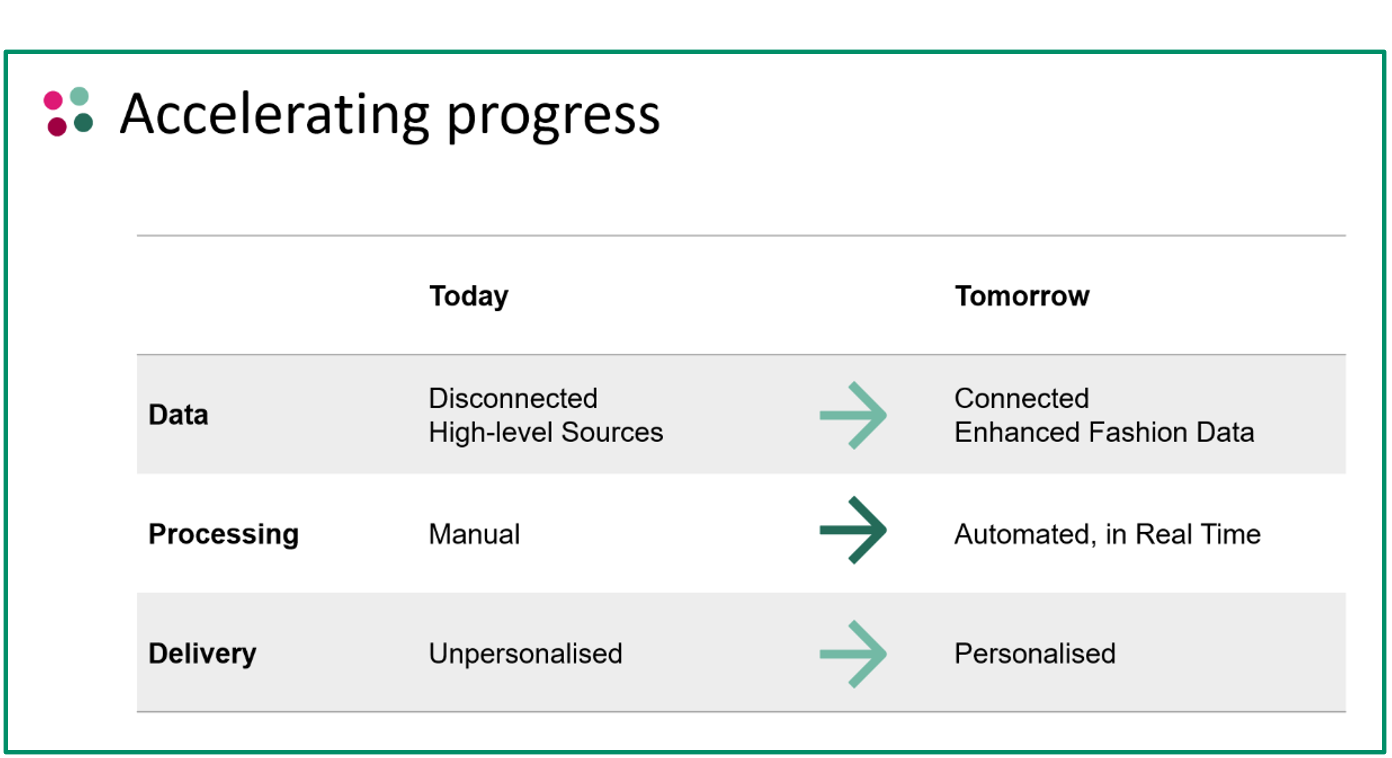 Accelerating progress
Today
Tomorrow
Data
Disconnected
High-level Sources
Connected
Enhanced Fashion Data
Processing
Manual
Automated, in Real Time
Delivery
Unpersonalised
Personalised